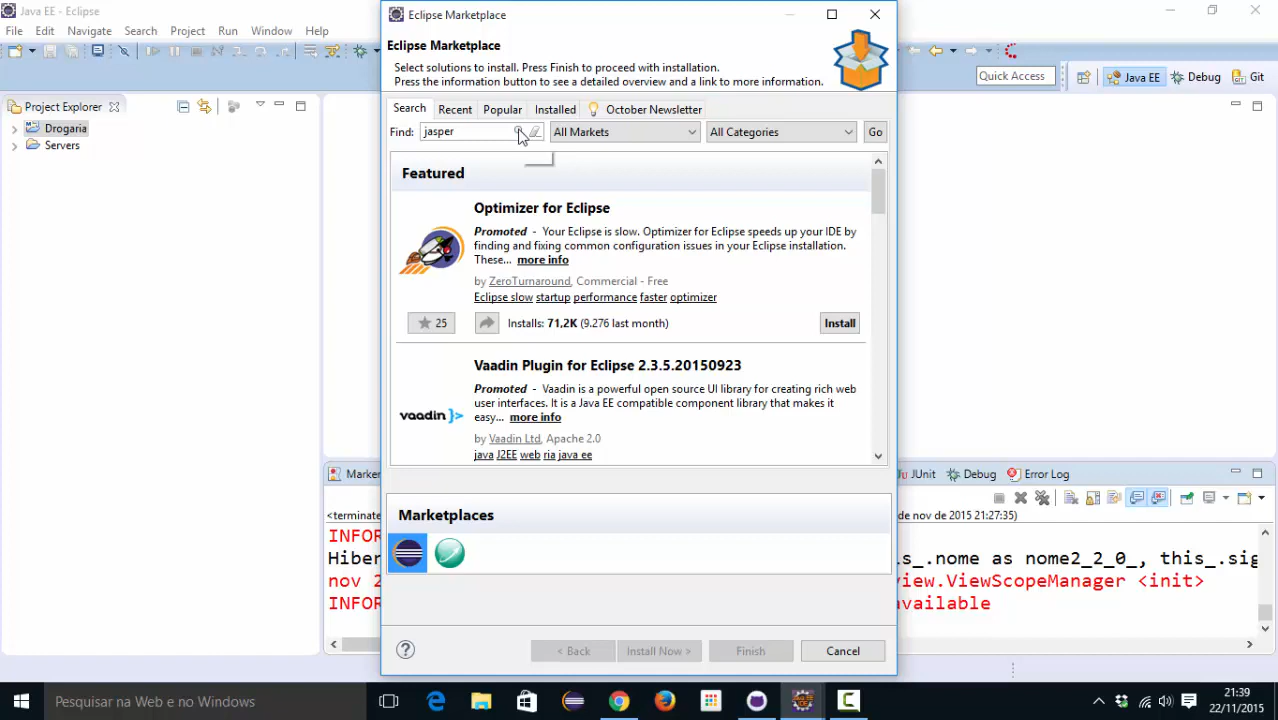 Java EE - Eclipse
File Edit Navigate Search Project Run Window Help
Quick Access
Java EE
Debug
Git
Project Explorer
Drogaria
Servers
Eclipse Marketplace
Eclipse Marketplace
Select solutions to install. Press Finish to proceed with installation.
Press the information button to see a detailed overview and a link to more information.
Search Recent Popular Installed October Newsletter
Find: jasper All Markets All Categories Go
Featured
Optimizer for Eclipse
Promoted - Your Eclipse is slow. Optimizer for Eclipse speeds up your IDE by
finding and fixing common configuration issues in your Eclipse installation.
These... more info
by ZeroTurnaround, Commercial - Free
Eclipse slow startup performance faster optimizer
25 Installs: 71,2K (9.276 last month) Install
Vaadin Plugin for Eclipse 2.3.5.20150923
Promoted - Vaadin is a powerful open source UI library for creating rich web
user interfaces. It is a Java EE compatible component library that makes it
easy... more info
vaadin }>
by Vaadin Ltd, Apache 2.0
java J2EE web ria java ee
Marketplaces
< Back Install Now > Finish Cancel
Marker
JUnit Debug Error Log
<terminate
de nov de 2015 21:27:35)
INFOR
Hiber
is_.nome as nome2_2_0_, this_.sig
nov 2
view.ViewScopeManager <init>
INFOR
available
Pesquisar na Web e no Windows
21:39
22/11/2015